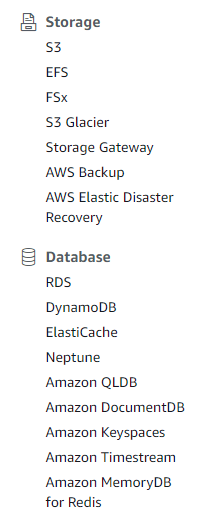 Storage
S3
EFS
FSx
S3 Glacier
Storage Gateway
AWS Backup
AWS Elastic Disaster
Recovery
Database
RDS
DynamoDB
ElastiCache
Neptune
Amazon QLDB
Amazon DocumentDB
Amazon Keyspaces
Amazon Timestream
Amazon MemoryDB
for Redis